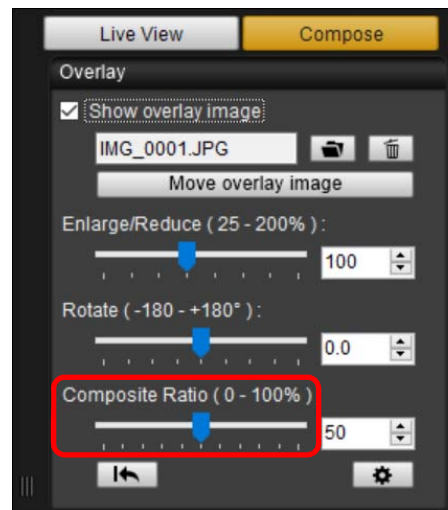 Live View Compose
Overlay
Show overlay image
IMG_0001.JPG
Move overlay image
Enlarge/Reduce ( 25 - 200% ) :
100
Rotate ( -180 - +180° ) :
0.0
Composite Ratio ( 0 - 100% )
50